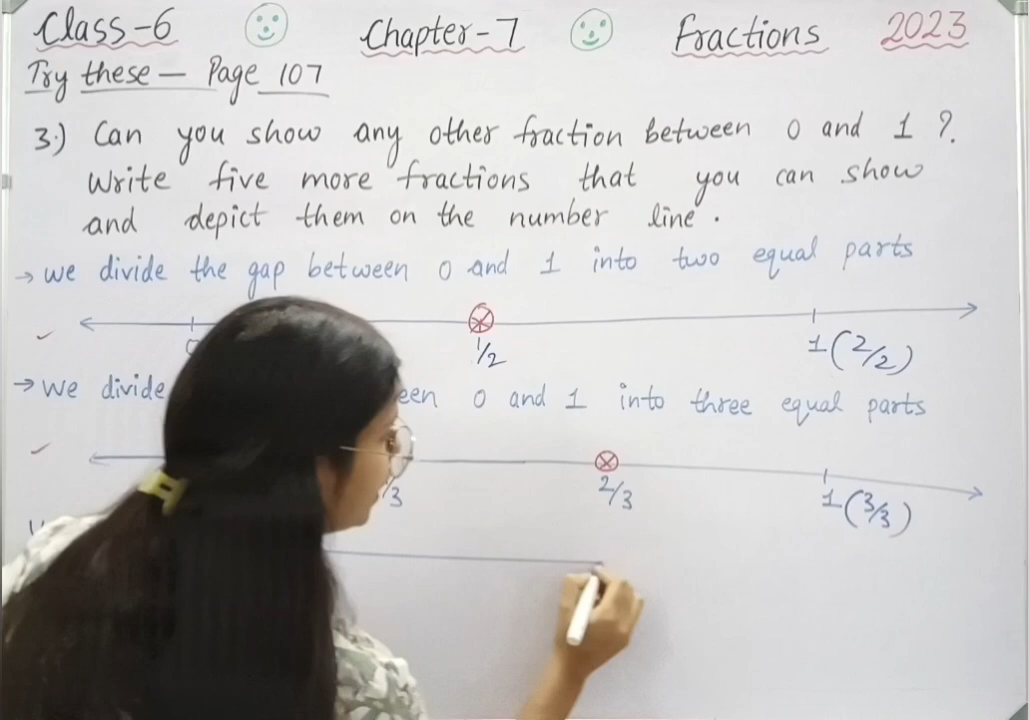 Class-6 Chapter-7 Fractions 2023
Try these — Page 107
3.) Can you show any other fraction between 0 and 1 ?
Write five more fractions that you can show
and depict them on the number line.
→ we divide the gap between 0 and 1 into two equal parts
1/2 1 (2/2)
→ We divide 0 and 1 into three equal parts
2/3 1 (3/3)